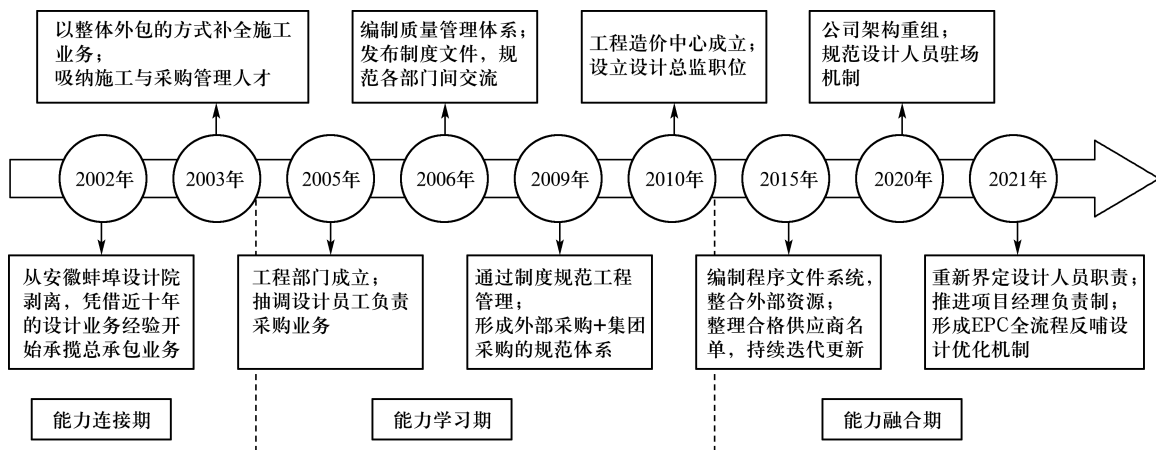 以整体外包的方式补全施工
业务；
吸纳施工与采购管理人才
编制质量管理体系；
发布制度文件，规
范各部门间交流
工程造价中心成立；
设立设计总监职位
公司架构重组；
规范设计人员驻场
机制
2002年
2003年
2005年
2006年
2009年
2010年
2015年
2020年
2021年
从安徽蚌埠设计院
剥离，凭借近十年
的设计业务经验开
始承揽总承包业务
工程部门成立；
抽调设计员工负责
采购业务
通过制度规范工程
管理；
形成外部采购+集团
采购的规范体系
编制程序文件系统，
整合外部资源；
整理合格供应商名
单，持续迭代更新
重新界定设计人员职责；
推进项目经理负责制；
形成EPC全流程反哺设
计优化机制
能力连接期
能力学习期
能力融合期